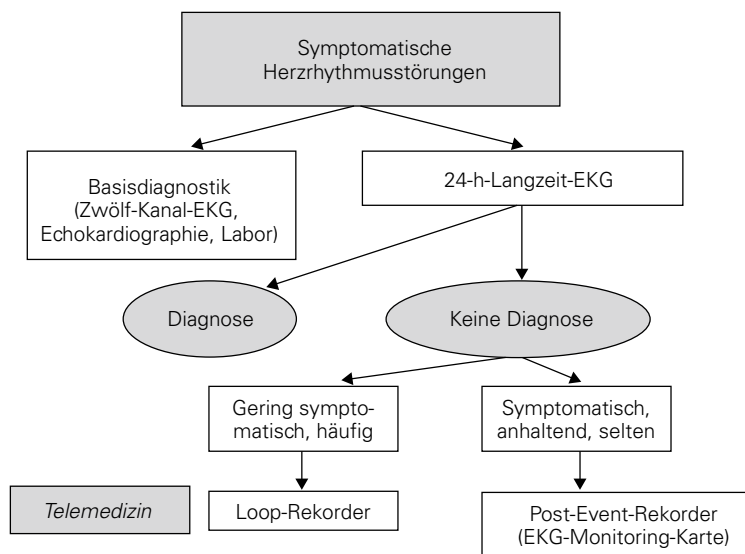 Symptomatische
Herzrhythmusstörungen
Basisdiagnostik
(Zwölf-Kanal-EKG,
Echokardiographie, Labor)
24-h-Langzeit-EKG
Diagnose
Keine Diagnose
Gering sympto-
matisch, häufig
Symptomatisch,
anhaltend, selten
Telemedizin
Loop-Rekorder
Post-Event-Rekorder
(EKG-Monitoring-Karte)